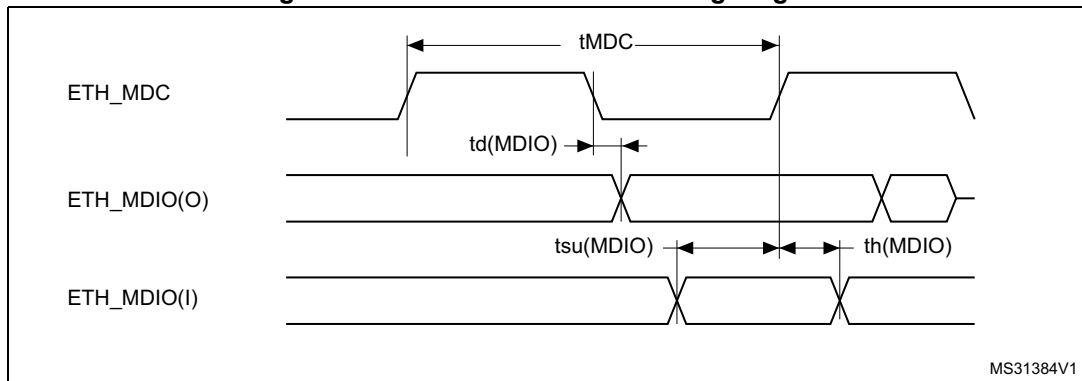 tMDC
ETH_MDC
td(MDIO)
ETH_MDIO(O)
tsu(MDIO)
th(MDIO)
ETH_MDIO(I)
MS31384V1